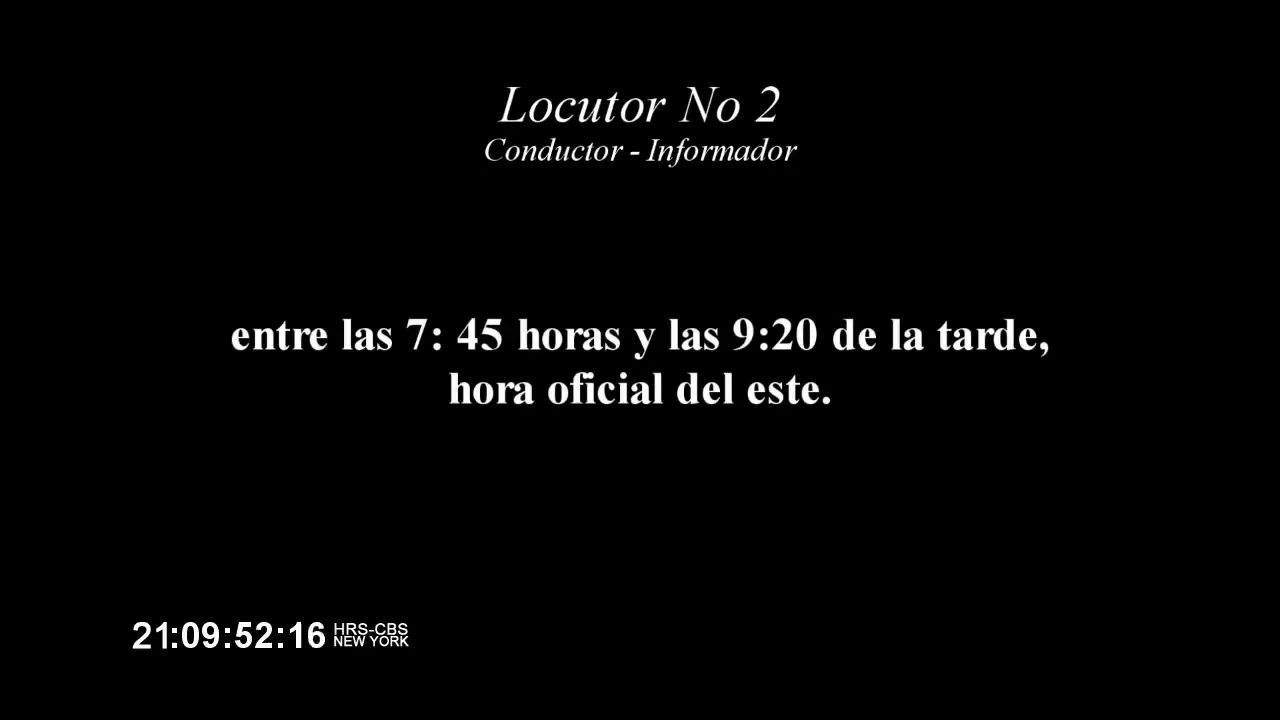 Locutor No 2
Conductor - Informador
entre las 7: 45 horas y las 9:20 de la tarde,
hora oficial del este.
21:09:52:16 HRS-CBS
NEW YORK